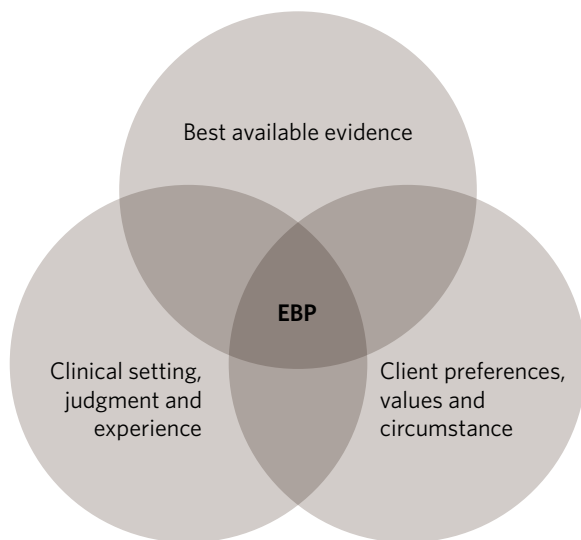 Best available evidence
EBP
Clinical setting,
judgment and
experience
Client preferences,
values and
circumstance